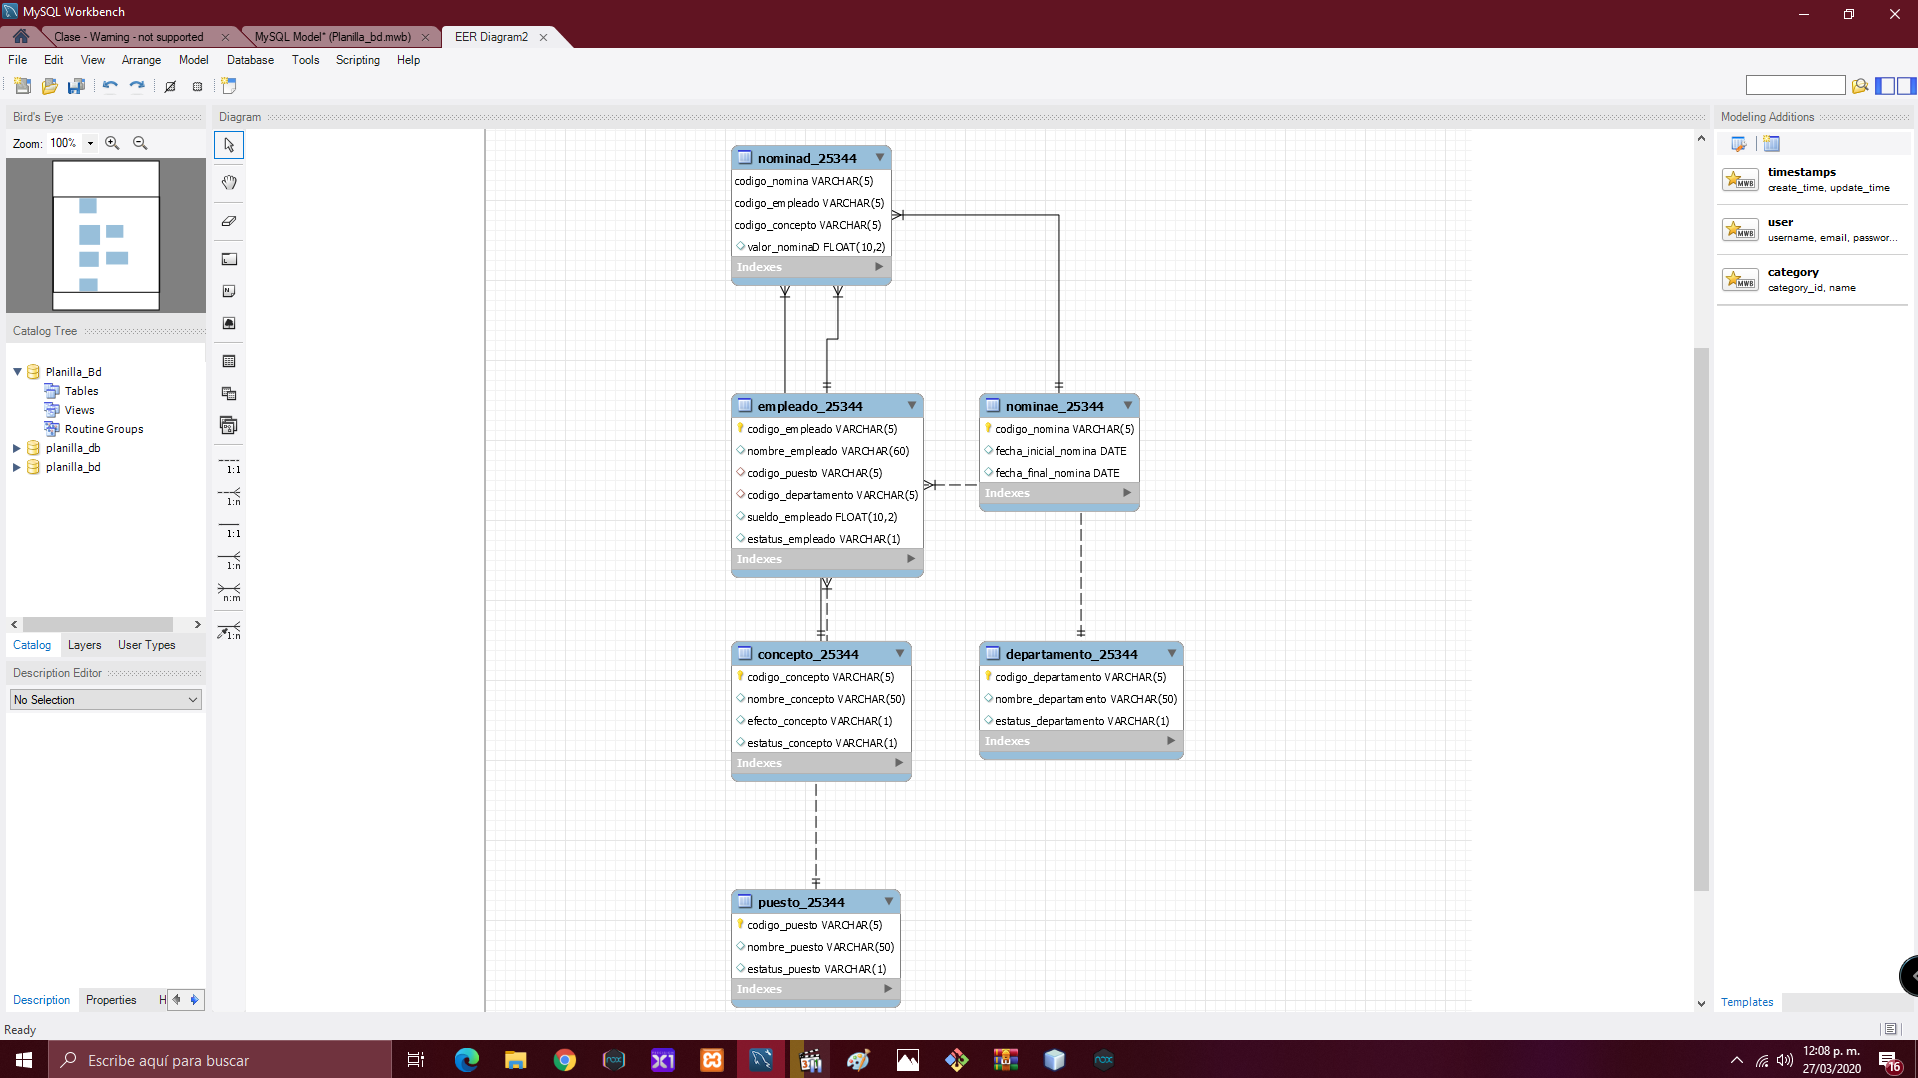 MySQL Workbench
Clase - Warning - not supported
MySQL Model* (Planilla_bd.mwb)
EER Diagram2
File Edit View Arrange Model Database Tools Scripting Help
Bird's Eye
Zoom: 100%
Catalog Tree
Planilla_Bd
Tables
Views
Routine Groups
planilla_db
planilla_bd
Catalog Layers User Types
Description Editor
No Selection
Description Properties H
Ready
Diagram
1:1
1:n
1:1
1:n
n:m
1:n
nominad_25344
codigo_nomina VARCHAR(5)
codigo_empleado VARCHAR(5)
codigo_concepto VARCHAR(5)
valor_nominaD FLOAT(10,2)
Indexes
empleado_25344
codigo_empleado VARCHAR(5)
nombre_empleado VARCHAR(60)
codigo_puesto VARCHAR(5)
codigo_departamento VARCHAR(5)
sueldo_empleado FLOAT(10,2)
estatus_empleado VARCHAR(1)
Indexes
nominae_25344
codigo_nomina VARCHAR(5)
fecha_inicial_nomina DATE
fecha_final_nomina DATE
Indexes
concepto_25344
codigo_concepto VARCHAR(5)
nombre_concepto VARCHAR(50)
efecto_concepto VARCHAR(1)
estatus_concepto VARCHAR(1)
Indexes
departamento_25344
codigo_departamento VARCHAR(5)
nombre_departamento VARCHAR(50)
estatus_departamento VARCHAR(1)
Indexes
puesto_25344
codigo_puesto VARCHAR(5)
nombre_puesto VARCHAR(50)
estatus_puesto VARCHAR(1)
Indexes
Modeling Additions
MWB
timestamps
create_time, update_time
MWB
user
username, email, passwor...
MWB
category
category_id, name
Templates
Escribe aquí para buscar
12:08 p. m.
27/03/2020
16